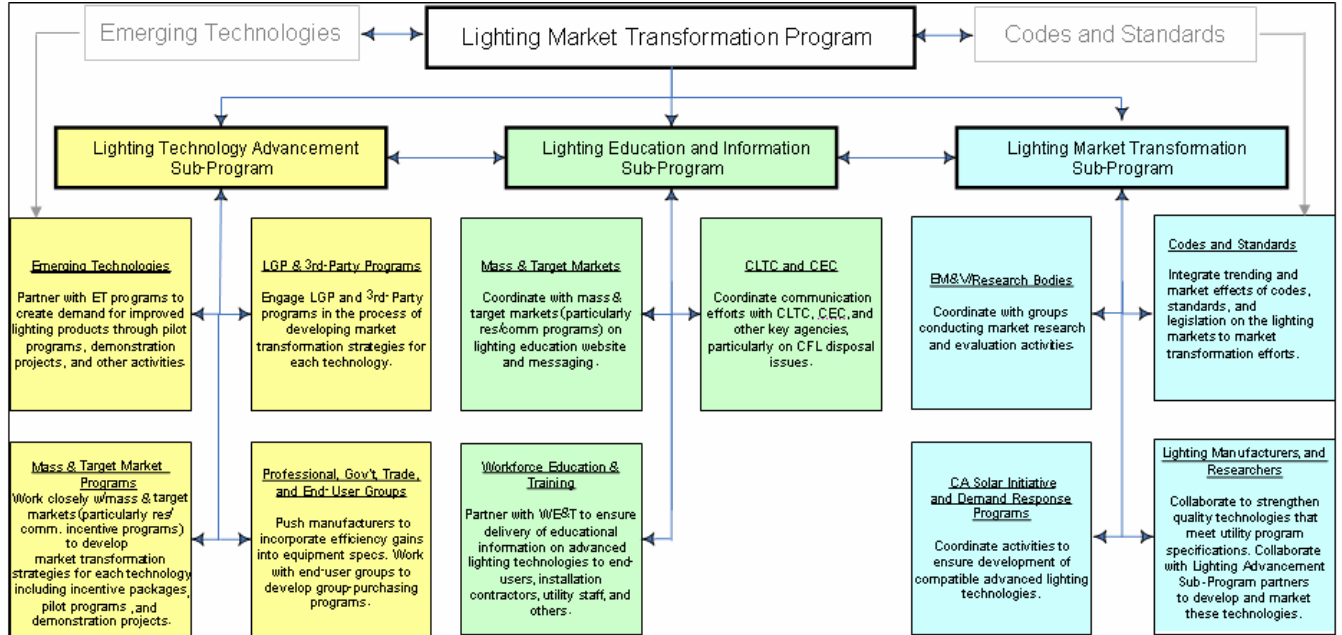 Emerging Technologies
Lighting Market Transformation Program
Codes and Standards
Lighting Technology Advancement
Sub-Program
Lighting Education and Information
Sub-Program
Lighting Market Transformation
Sub-Program
Emerging Technologies
Partner with ET programs to
create demand for improved
lighting products through pilot
programs, demonstration
projects, and other activities.
LGP & 3rd-Party Programs
Engage LGP and 3rd-Party
programs in the process of
developing market
transformation strategies for
each technology.
Mass & Target Markets
Coordinate with mass &
target markets (particularly
res/comm programs) on
lighting education website
and messaging.
CLTC and CEC
Coordinate communication
efforts with CLTC, CEC, and
other key agencies,
particularly on CFL disposal
issues.
EM&V/Research Bodies
Coordinate with groups
conducting market research
and evaluation activities.
Codes and Standards
Integrate trending and
market effects of codes,
standards, and
legislation on the lighting
markets to market
transformation efforts.
Mass & Target Market
Programs
Work closely w/mass & target
markets (particularly res/
comm. incentive programs)
to develop
market transformation
strategies for each technology
including incentive packages,
pilot programs, and
demonstration projects.
Professional, Gov't, Trade,
and End-User Groups
Push manufacturers to
incorporate efficiency gains
into equipment specs. Work
with end-user groups to
develop group-purchasing
programs.
Workforce Education &
Training
Partner with WE&T to ensure
delivery of educational
information on advanced
lighting technologies to end-
users, installation
contractors, utility staff, and
others.
CA Solar Initiative
and Demand Response
Programs
Coordinate activities to
ensure development of
compatible advanced lighting
technologies.
Lighting Manufacturers, and
Researchers
Collaborate to strengthen
quality technologies that
meet utility program
specifications. Collaborate
with Lighting Advancement
Sub-Program partners
to develop and market
these technologies.